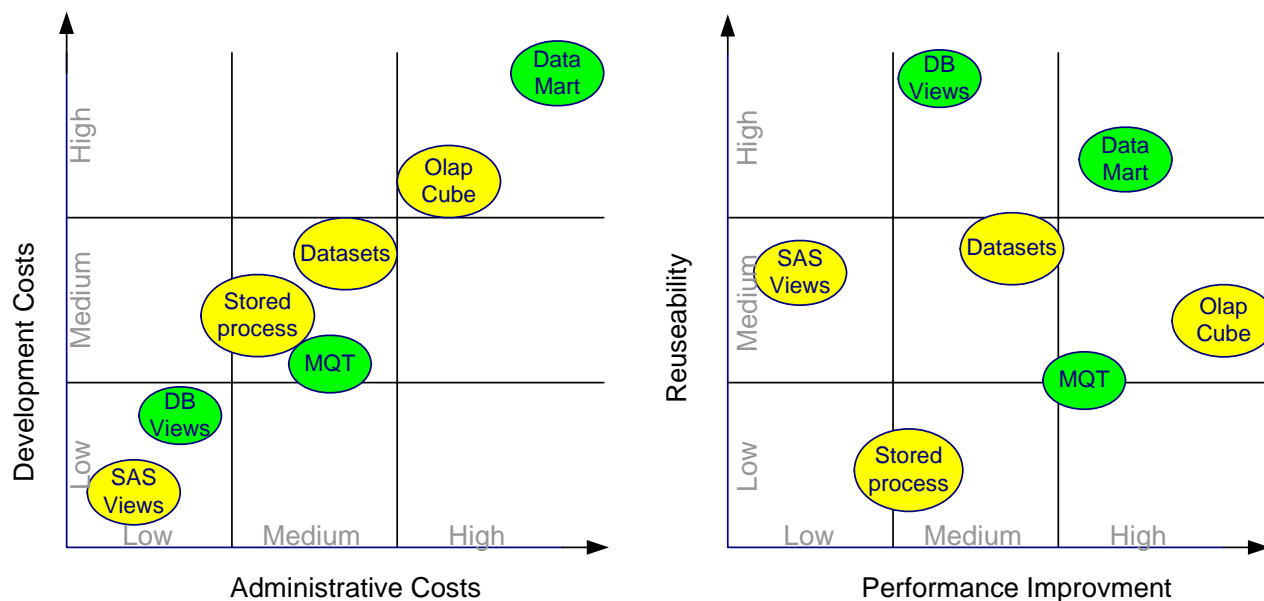 Development Costs
High
Medium
Low
Data
Mart
Olap
Cube
Datasets
Stored
process
MQT
DB
Views
SAS
Views
Low
Medium
High
Administrative Costs
Reuseability
High
Medium
Low
DB
Views
Data
Mart
Datasets
SAS
Views
Olap
Cube
MQT
Stored
process
Low
Medium
High
Performance Improvment